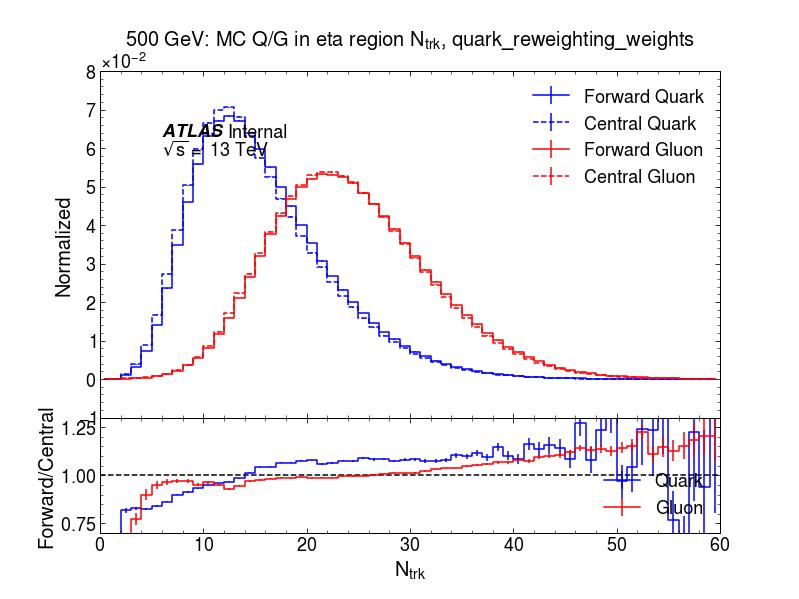 500 GeV: MC Q/G in eta region N_trk, quark_reweighting_weights
×10⁻²
8
7
6
5
4
3
2
1
0
−1
Normalized
ATLAS Internal
√s = 13 TeV
Forward Quark
Central Quark
Forward Gluon
Central Gluon
1.25
1.00
0.75
Forward/Central
Quark
Gluon
0 10 20 30 40 50 60
N_trk